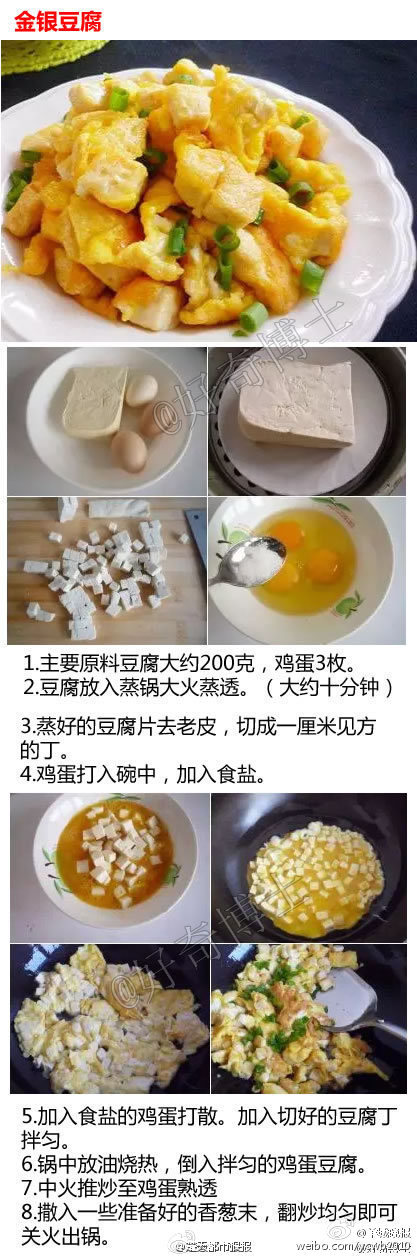 金银豆腐
@好奇博士
1.主要原料豆腐大约200克，鸡蛋3枚。
2.豆腐放入蒸锅大火蒸透。（大约十分钟）
3.蒸好的豆腐片去老皮，切成一厘米见方
的丁。
4.鸡蛋打入碗中，加入食盐。
@好奇博士
5.加入食盐的鸡蛋打散。加入切好的豆腐丁
拌匀。
6.锅中放油烧热，倒入拌匀的鸡蛋豆腐。
7.中火推炒至鸡蛋熟透
8.撒入一些准备好的香葱末，翻炒均匀即可
关火出锅。